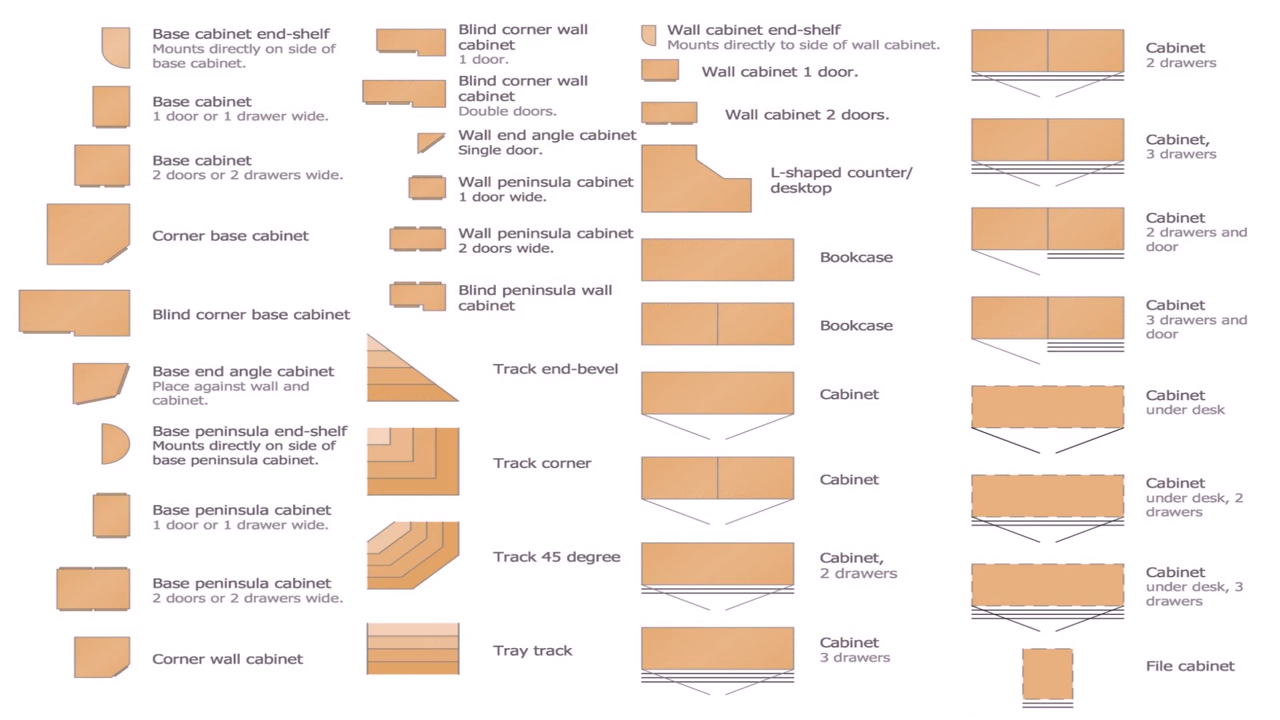 Base cabinet end-shelf
Mounts directly on side of
base cabinet.
Base cabinet
1 door or 1 drawer wide.
Base cabinet
2 doors or 2 drawers wide.
Corner base cabinet
Blind corner base cabinet
Base end angle cabinet
Place against wall and
cabinet.
Base peninsula end-shelf
Mounts directly on side of
base peninsula cabinet.
Base peninsula cabinet
1 door or 1 drawer wide.
Base peninsula cabinet
2 doors or 2 drawers wide.
Corner wall cabinet
Blind corner wall
cabinet
1 door.
Blind corner wall
cabinet
Double doors.
Wall end angle cabinet
Single door.
Wall peninsula cabinet
1 door wide.
Wall peninsula cabinet
2 doors wide.
Blind peninsula wall
cabinet
Track end-bevel
Track corner
Track 45 degree
Tray track
Wall cabinet end-shelf
Mounts directly to side of wall cabinet.
Wall cabinet 1 door.
Wall cabinet 2 doors.
L-shaped counter/
desktop
Bookcase
Bookcase
Cabinet
Cabinet
Cabinet,
2 drawers
Cabinet
3 drawers
Cabinet
2 drawers
Cabinet,
3 drawers
Cabinet
2 drawers and
door
Cabinet
3 drawers and
door
Cabinet
under desk
Cabinet
under desk, 2
drawers
Cabinet
under desk, 3
drawers
File cabinet